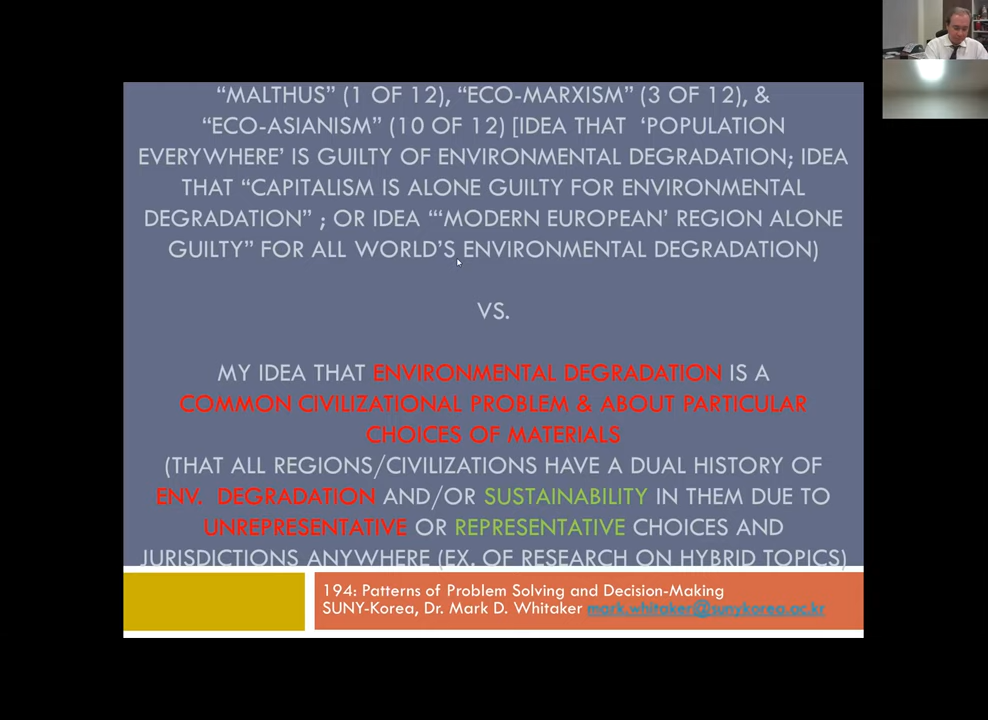 “MALTHUS” (1 OF 12), “ECO-MARXISM” (3 OF 12), &
“ECO-ASIANISM” (10 OF 12) [IDEA THAT ‘POPULATION
EVERYWHERE’ IS GUILTY OF ENVIRONMENTAL DEGRADATION; IDEA
THAT “CAPITALISM IS ALONE GUILTY FOR ENVIRONMENTAL
DEGRADATION” ; OR IDEA “‘MODERN EUROPEAN’ REGION ALONE
GUILTY” FOR ALL WORLD’S ENVIRONMENTAL DEGRADATION)
VS.
MY IDEA THAT ENVIRONMENTAL DEGRADATION IS A
COMMON CIVILIZATIONAL PROBLEM & ABOUT PARTICULAR
CHOICES OF MATERIALS
(THAT ALL REGIONS/CIVILIZATIONS HAVE A DUAL HISTORY OF
ENV. DEGRADATION AND/OR SUSTAINABILITY IN THEM DUE TO
UNREPRESENTATIVE OR REPRESENTATIVE CHOICES AND
JURISDICTIONS ANYWHERE (EX. OF RESEARCH ON HYBRID TOPICS)
194: Patterns of Problem Solving and Decision-Making
SUNY-Korea, Dr. Mark D. Whitaker mark.whitaker@sunykorea.ac.kr